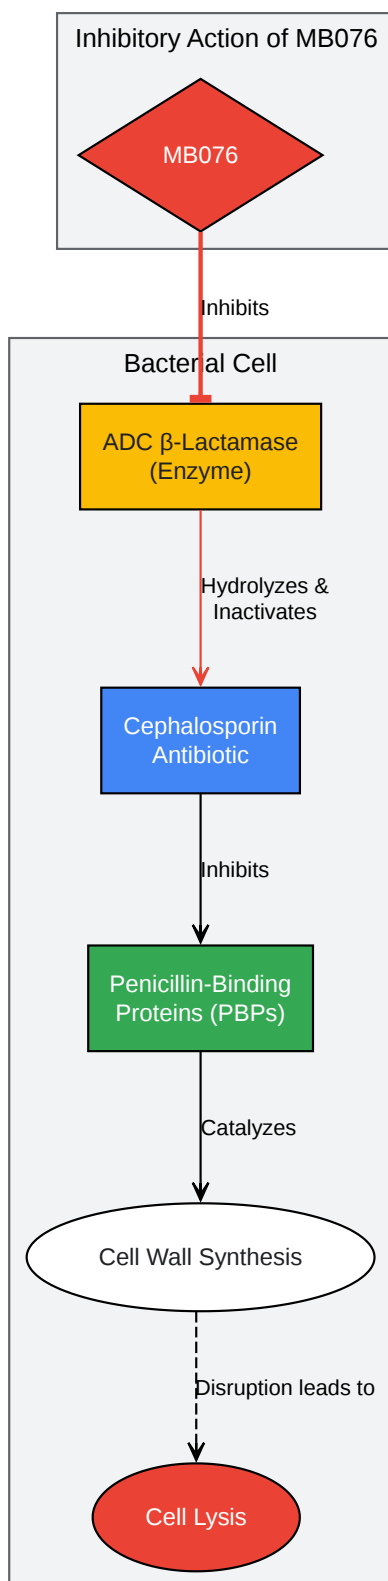 Inhibitory Action of MB076
MB076
Inhibits
Bacterial Cell
ADC β-Lactamase
(Enzyme)
Hydrolyzes &
Inactivates
Cephalosporin
Antibiotic
Inhibits
Penicillin-Binding
Proteins (PBPs)
Catalyzes
Cell Wall Synthesis
Disruption leads to
Cell Lysis